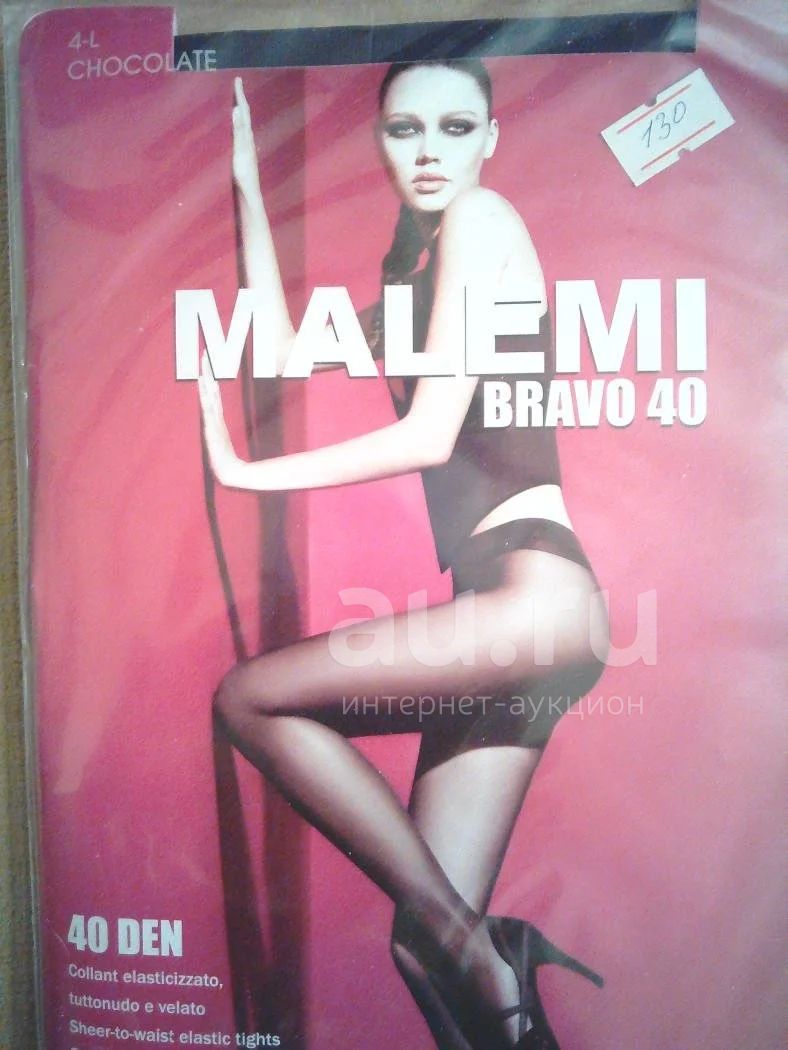 4-L
CHOCOLATE
130
MALEMI
BRAVO 40
au.ru
интернет-аукцион
40 DEN
Collant elasticizzato,
tuttonudo e velato
Sheer-to-waist elastic tights